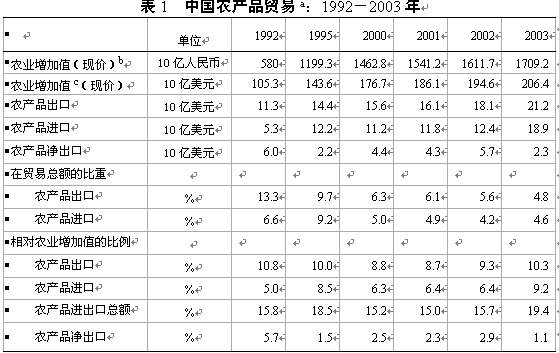 表 1 中国农产品贸易 a: 1992－2003 年
单位 1992 1995 2000 2001 2002 2003
农业增加值（现价）b 10 亿人民币 580 1199.3 1462.8 1541.2 1611.7 1709.2
农业增加值 c（现价） 10 亿美元 105.3 143.6 176.7 186.1 194.6 206.4
农产品出口 10 亿美元 11.3 14.4 15.6 16.1 18.1 21.2
农产品进口 10 亿美元 5.3 12.2 11.2 11.8 12.4 18.9
农产品净出口 10 亿美元 6.0 2.2 4.4 4.3 5.7 2.3
在贸易总额的比重
农产品出口 % 13.3 9.7 6.3 6.1 5.6 4.8
农产品进口 % 6.6 9.2 5.0 4.9 4.2 4.6
相对农业增加值的比例
农产品出口 % 10.8 10.0 8.8 8.7 9.3 10.3
农产品进口 % 5.0 8.5 6.3 6.4 6.4 9.2
农产品进出口总额 % 15.8 18.5 15.2 15.0 15.7 19.4
农产品净出口 % 5.7 1.5 2.5 2.3 2.9 1.1